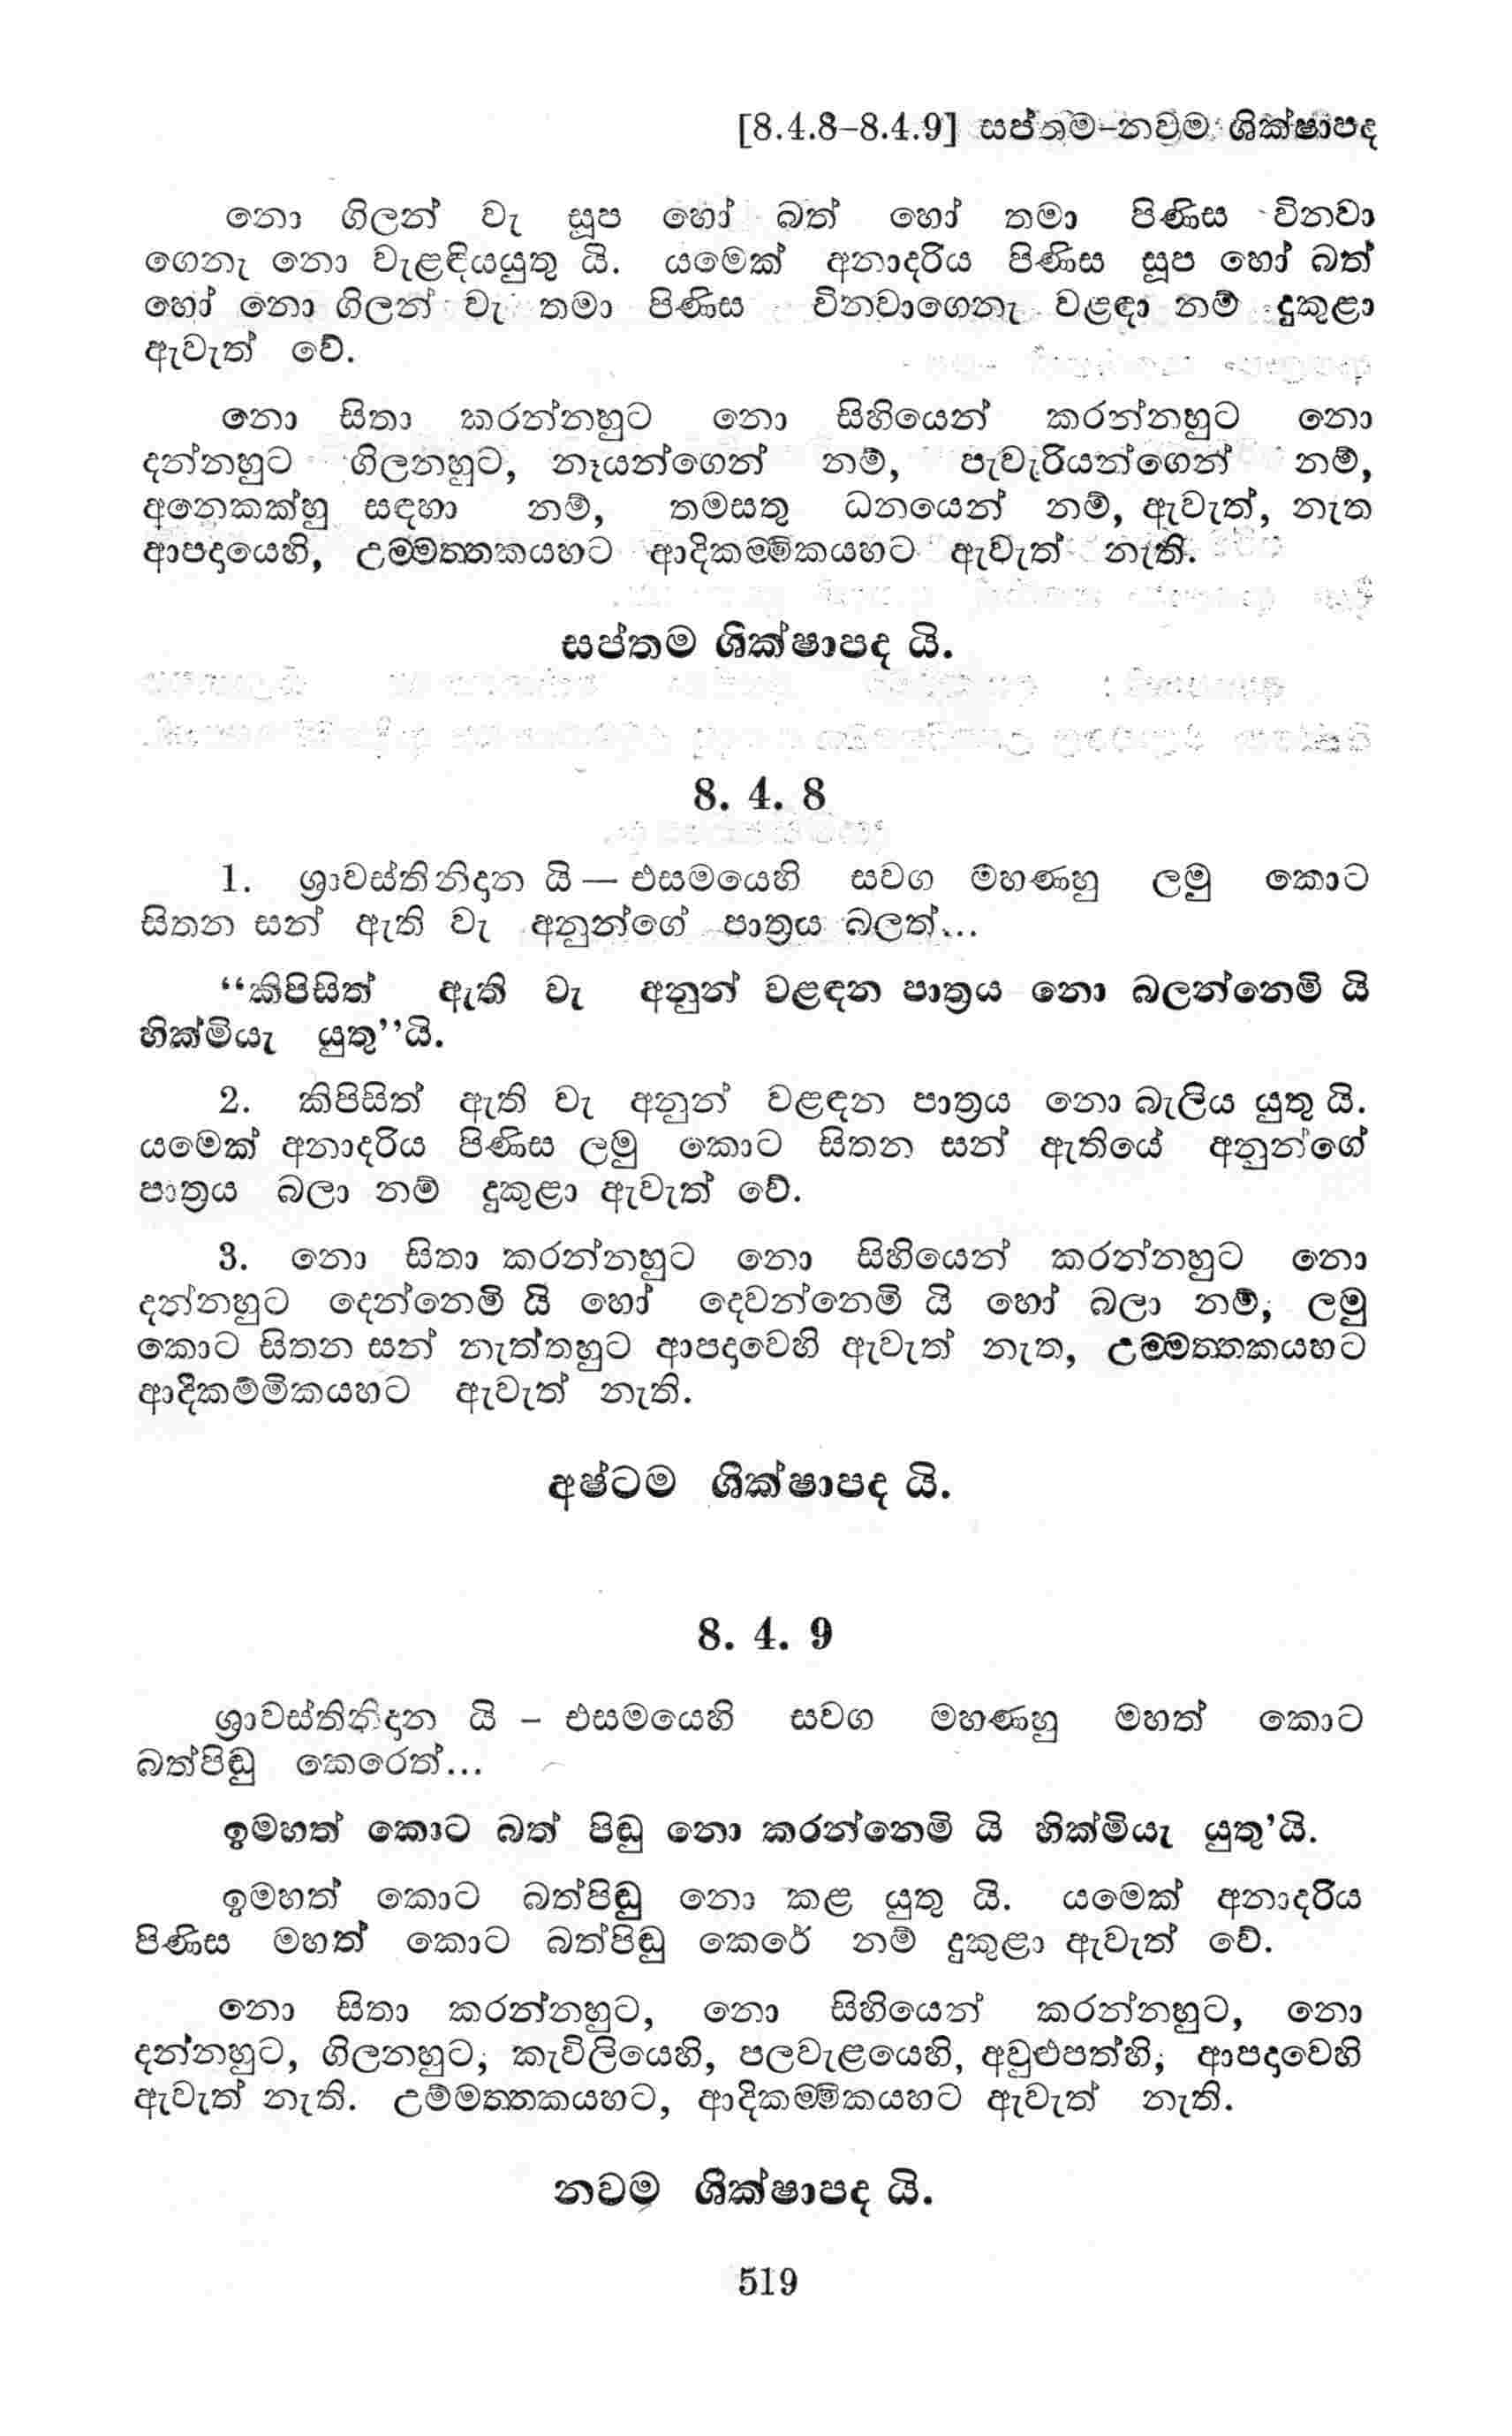 [8.4.8–8.4.9] සප්තම–නවම ශික්ෂාපද
නො ගිලන් වැ සූප හෝ බත් හෝ තමා පිණිස විනවා
ගෙනැ නො වැළඳියයුතු යි. යමෙක් අනාදරිය පිණිස සූප හෝ බත්
හෝ නො ගිලන් වැ තමා පිණිස විනවාගෙනැ වළඳා නම් දුකුළා
ඇවැත් වේ.
නො සිතා කරන්නහුට නො සිහියෙන් කරන්නහුට නො
දන්නහුට ගිලනහුට, නෑයන්ගෙන් නම්, පැවැරියන්ගෙන් නම්,
අනෙකක්හු සඳහා නම්, තමසතු ධනයෙන් නම්, ඇවැත්, නැත
ආපදායෙහි, උම්මත්තකයහට ආදිකම්මිකයහට ඇවැත් නැති.
සප්තම ශික්ෂාපද යි.
8. 4. 8
1. ශ්‍රාවස්තිනිදාන යි — එසමයෙහි සවග මහණහු ලමු කොට
සිතන සන් ඇති වැ අනුන්ගේ පාත්‍රය බලත්...
“කිපිසිත් ඇති වැ අනුන් වළඳන පාත්‍රය නො බලන්නෙමි යි
හික්මියැ යුතු”යි.
2. කිපිසිත් ඇති වැ අනුන් වළඳන පාත්‍රය නො බැලිය යුතු යි.
යමෙක් අනාදරිය පිණිස ලමු කොට සිතන සන් ඇතියේ අනුන්ගේ
පාත්‍රය බලා නම් දුකුළා ඇවැත් වේ.
3. නො සිතා කරන්නහුට නො සිහියෙන් කරන්නහුට නො
දන්නහුට දෙන්නෙමි යි හෝ දෙවන්නෙමි යි හෝ බලා නම්, ලමු
කොට සිතන සන් නැත්තහුට ආපදාවෙහි ඇවැත් නැත, උම්මත්තකයහට
ආදිකම්මිකයහට ඇවැත් නැති.
අෂ්ටම ශික්ෂාපද යි.
8. 4. 9
ශ්‍රාවස්තිනිදාන යි – එසමයෙහි සවග මහණහු මහත් කොට
බත්පිඬු කෙරෙත්...
ඉමහත් කොට බත් පිඬු නො කරන්නෙමි යි හික්මියැ යුතු’යි.
ඉමහත් කොට බත්පිඬු නො කළ යුතු යි. යමෙක් අනාදරිය
පිණිස මහත් කොට බත්පිඬු කෙරේ නම් දුකුළා ඇවැත් වේ.
නො සිතා කරන්නහුට, නො සිහියෙන් කරන්නහුට, නො
දන්නහුට, ගිලනහුට, කැවිලියෙහි, පලවැළයෙහි, අවුළුපත්හි, ආපදාවෙහි
ඇවැත් නැති. උම්මත්තකයහට, ආදිකම්මිකයහට ඇවැත් නැති.
නවම ශික්ෂාපද යි.
519